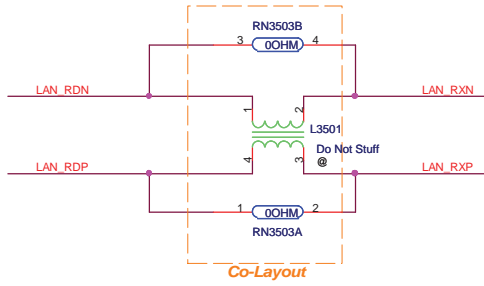 RN3503B
3 0OHM 4
LAN_RDN
LAN_RXN
1 2
L3501
Do Not Stuff
@
4 3
LAN_RDP
LAN_RXP
1 0OHM 2
RN3503A
Co-Layout